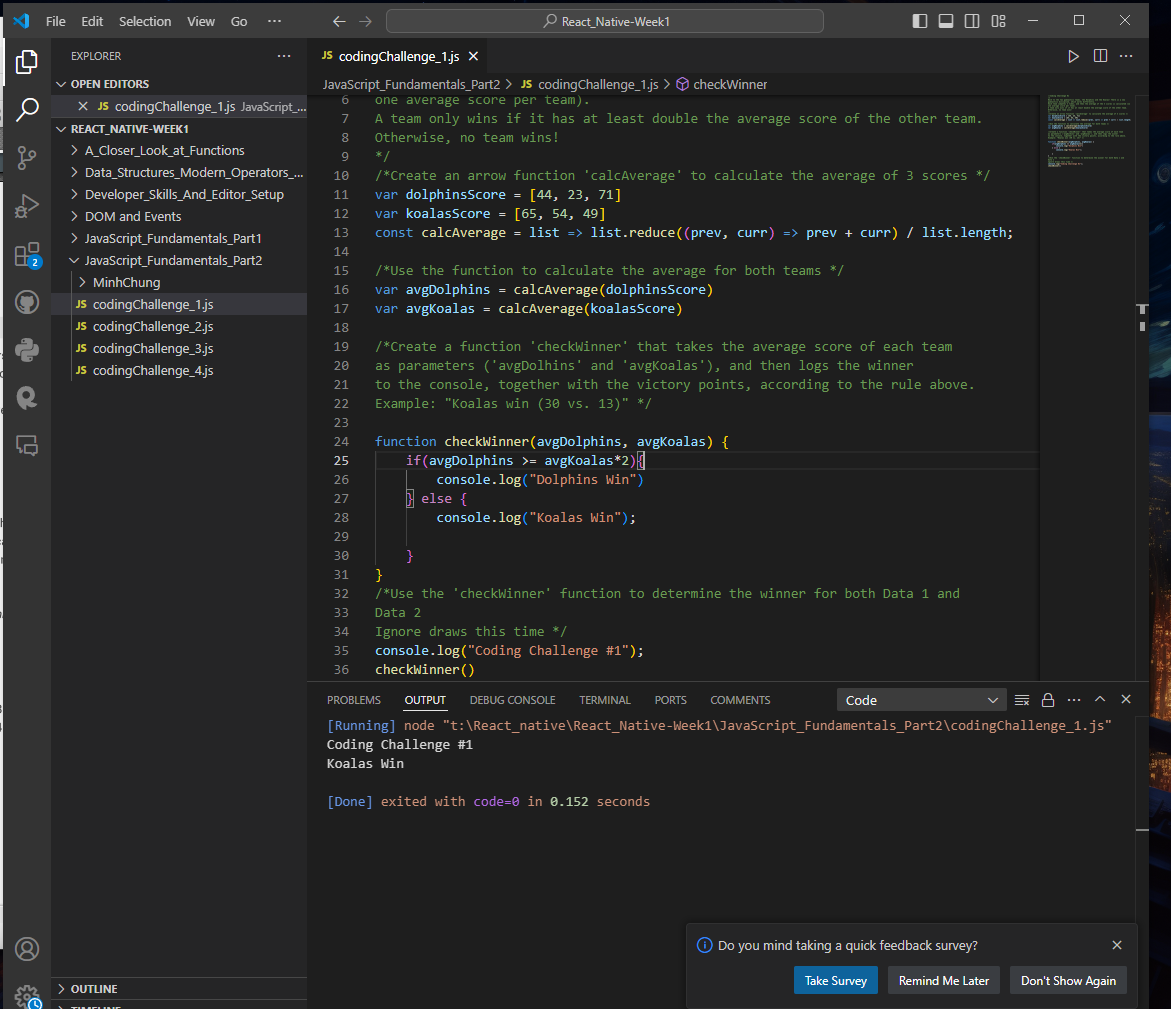 File Edit Selection View Go ··· React_Native-Week1
EXPLORER ···
OPEN EDITORS
JS codingChallenge_1.js JavaScript_...
REACT_NATIVE-WEEK1
A_Closer_Look_at_Functions
Data_Structures_Modern_Operators_...
Developer_Skills_And_Editor_Setup
DOM and Events
JavaScript_Fundamentals_Part1
JavaScript_Fundamentals_Part2
MinhChung
JS codingChallenge_1.js
JS codingChallenge_2.js
JS codingChallenge_3.js
JS codingChallenge_4.js
2
OUTLINE
JS codingChallenge_1.js
JavaScript_Fundamentals_Part2 > JS codingChallenge_1.js > checkWinner
6 one average score per team).
7 A team only wins if it has at least double the average score of the other team.
8 Otherwise, no team wins!
9 */
10 /*Create an arrow function 'calcAverage' to calculate the average of 3 scores */
11 var dolphinsScore = [44, 23, 71]
12 var koalasScore = [65, 54, 49]
13 const calcAverage = list => list.reduce((prev, curr) => prev + curr) / list.length;
14
15 /*Use the function to calculate the average for both teams */
16 var avgDolphins = calcAverage(dolphinsScore)
17 var avgKoalas = calcAverage(koalasScore)
18
19 /*Create a function 'checkWinner' that takes the average score of each team
20 as parameters ('avgDolhins' and 'avgKoalas'), and then logs the winner
21 to the console, together with the victory points, according to the rule above.
22 Example: "Koalas win (30 vs. 13)" */
23
24 function checkWinner(avgDolphins, avgKoalas) {
25 if(avgDolphins >= avgKoalas*2){
26 console.log("Dolphins Win")
27 } else {
28 console.log("Koalas Win");
29
30 }
31 }
32 /*Use the 'checkWinner' function to determine the winner for both Data 1 and
33 Data 2
34 Ignore draws this time */
35 console.log("Coding Challenge #1");
36 checkWinner()
PROBLEMS OUTPUT DEBUG CONSOLE TERMINAL PORTS COMMENTS Code
[Running] node "t:\React_native\React_Native-Week1\JavaScript_Fundamentals_Part2\codingChallenge_1.js"
Coding Challenge #1
Koalas Win
[Done] exited with code=0 in 0.152 seconds
Do you mind taking a quick feedback survey?
Take Survey Remind Me Later Don't Show Again